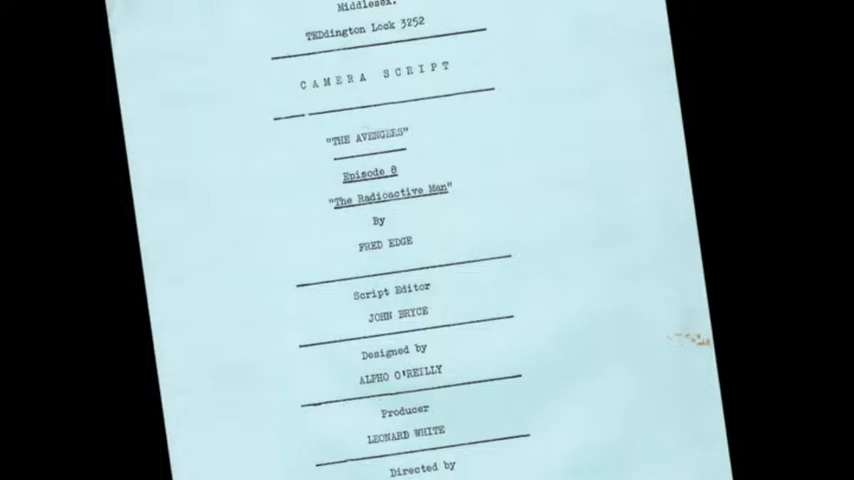 Middlesex.
TEDdington Lock 3252
CAMERA SCRIPT
"THE AVENGERS"
Episode 8
"The Radioactive Man"
By
FRED EDGE
Script Editor
JOHN BRYCE
Designed by
ALPHO O'REILLY
Producer
LEONARD WHITE
Directed by